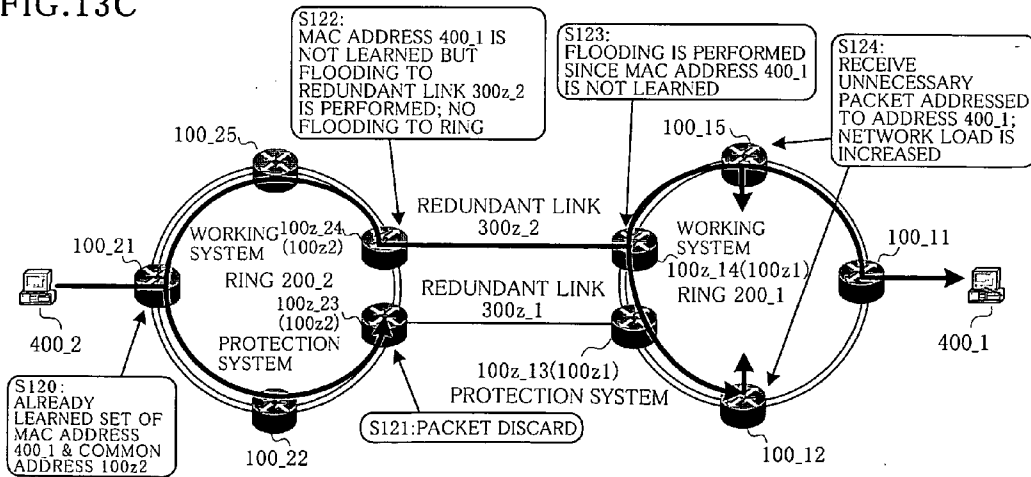 FIG.13C
S122:
MAC ADDRESS 400_1 IS
NOT LEARNED BUT
FLOODING TO
REDUNDANT LINK 300z_2
IS PERFORMED; NO
FLOODING TO RING
S123:
FLOODING IS PERFORMED
SINCE MAC ADDRESS 400_1
IS NOT LEARNED
S124:
RECEIVE
UNNECESSARY
PACKET ADDRESSED
TO ADDRESS 400_1;
NETWORK LOAD IS
INCREASED
100_25
100_15
100_21
WORKING
SYSTEM
100z_24
(100z2)
REDUNDANT LINK
300z_2
WORKING
SYSTEM
100z_14(100z1)
100_11
RING 200_2
RING 200_1
100z_23
(100z2)
REDUNDANT LINK
300z_1
400_2
PROTECTION
SYSTEM
400_1
100z_13(100z1)
PROTECTION SYSTEM
S120:
ALREADY
LEARNED SET OF
MAC ADDRESS
400_1 & COMMON
ADDRESS 100z2
S121:PACKET DISCARD
100_22
100_12